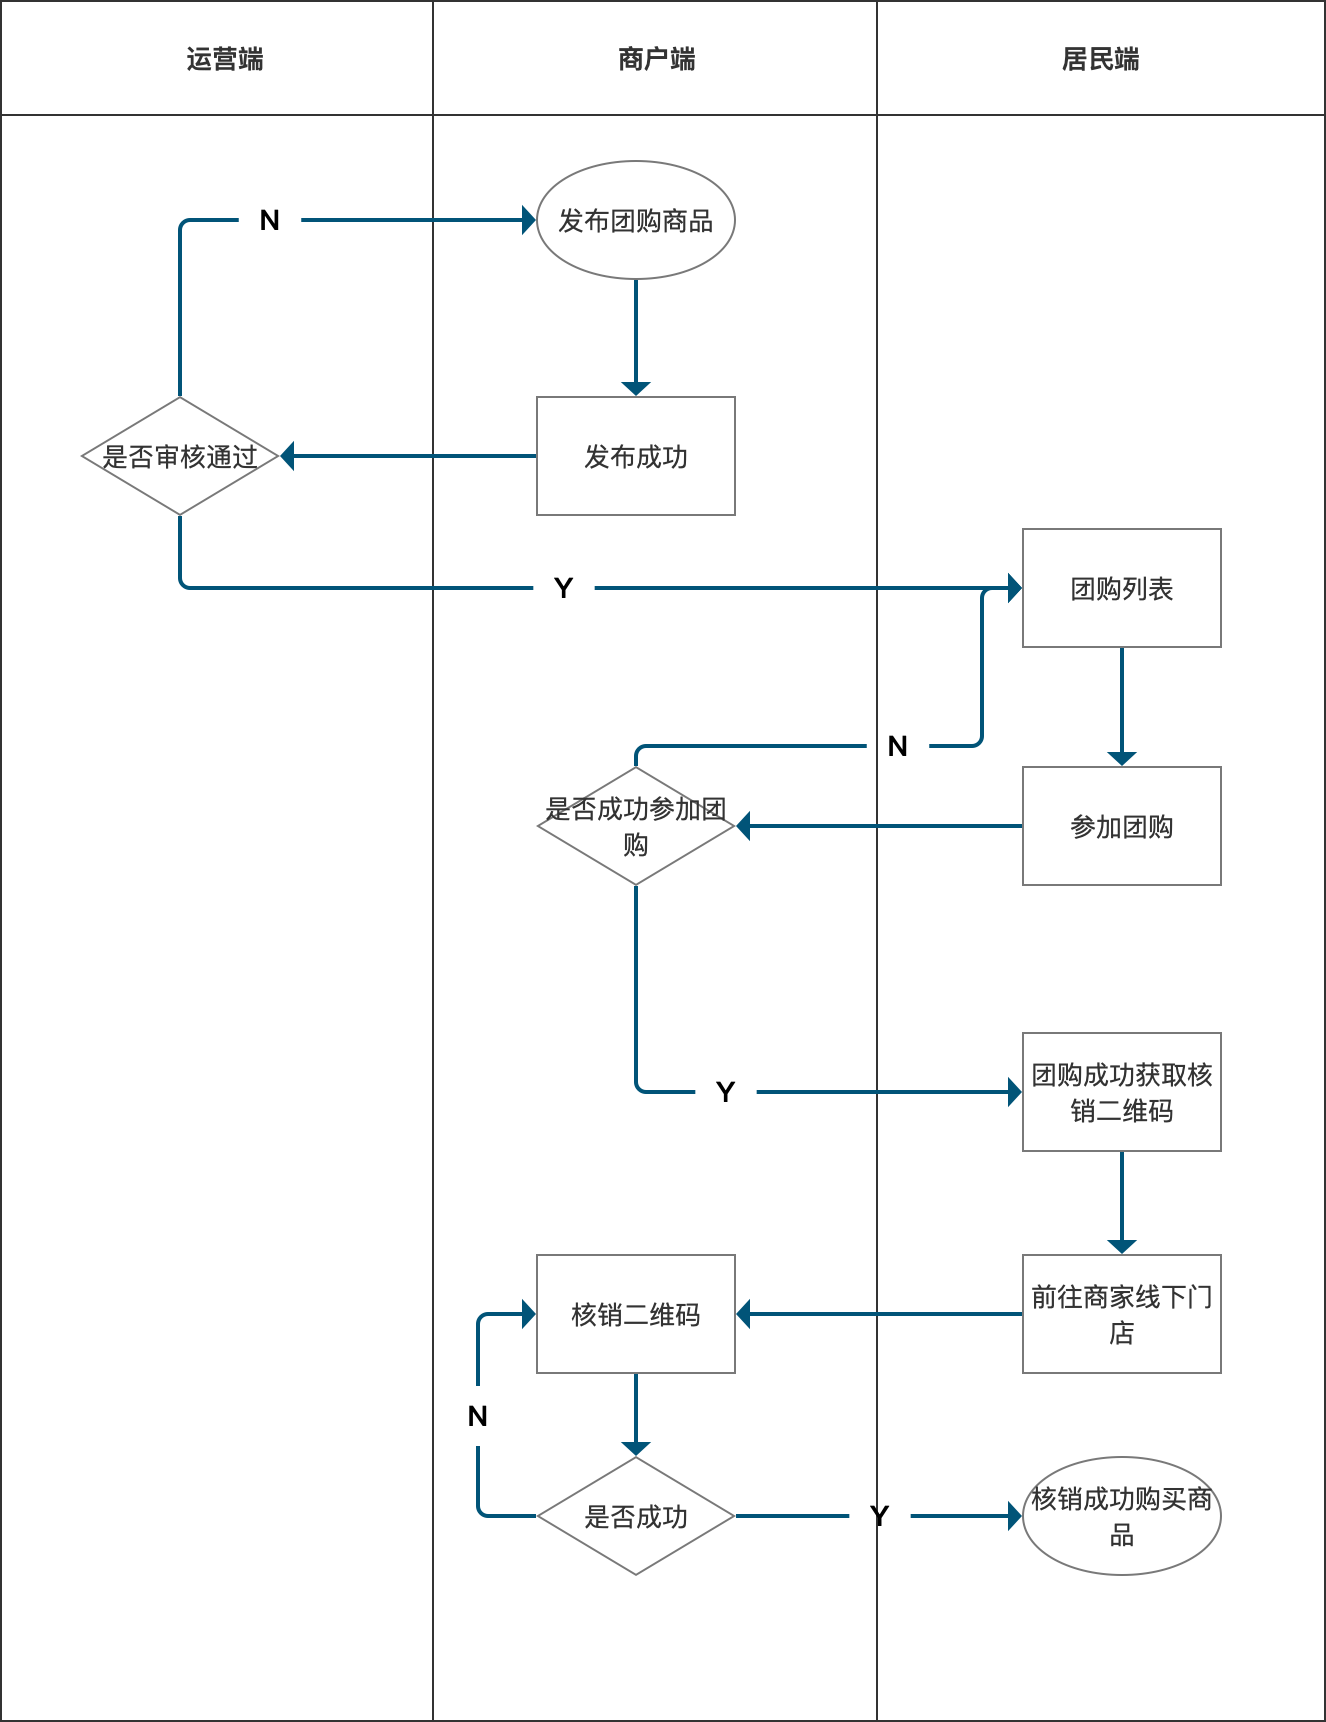 运营端
商户端
居民端
N
发布团购商品
是否审核通过
发布成功
Y
团购列表
N
是否成功参加团
购
参加团购
Y
团购成功获取核
销二维码
核销二维码
前往商家线下门
店
N
是否成功
Y
核销成功购买商
品